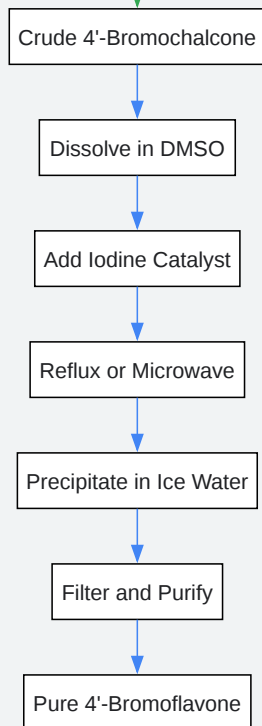 Crude 4'-Bromochalcone
Dissolve in DMSO
Add Iodine Catalyst
Reflux or Microwave
Precipitate in Ice Water
Filter and Purify
Pure 4'-Bromoflavone